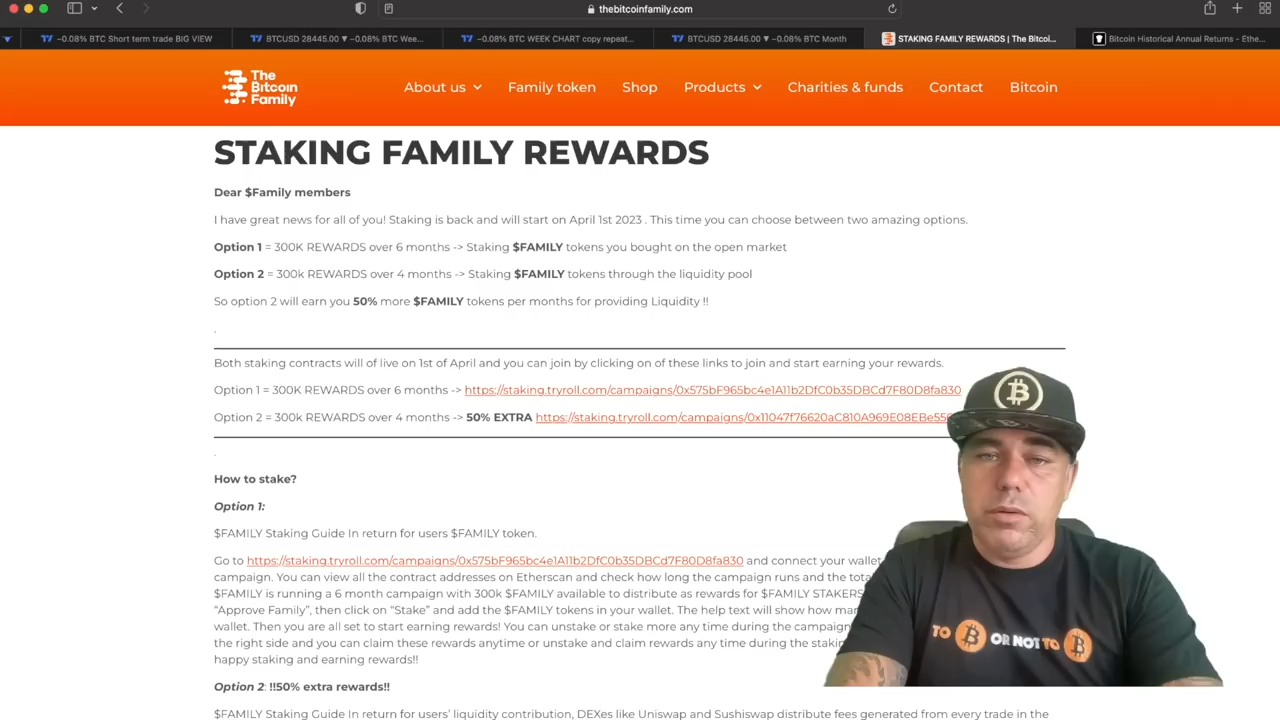 thebitcoinfamily.com
−0.08% BTC Short term trade BIG VIEW
BTCUSD 28445.00 ▼ −0.08% BTC Wee...
−0.08% BTC WEEK CHART copy repeat...
BTCUSD 28445.00 ▼ −0.08% BTC Month
STAKING FAMILY REWARDS | The Bitcoi...
Bitcoin Historical Annual Returns - Ethe...
The
Bitcoin
Family
About us
Family token
Shop
Products
Charities & funds
Contact
Bitcoin
STAKING FAMILY REWARDS
Dear $Family members
I have great news for all of you! Staking is back and will start on April 1st 2023 . This time you can choose between two amazing options.
Option 1 = 300K REWARDS over 6 months -> Staking $FAMILY tokens you bought on the open market
Option 2 = 300k REWARDS over 4 months -> Staking $FAMILY tokens through the liquidity pool
So option 2 will earn you 50% more $FAMILY tokens per months for providing Liquidity !!
.
Both staking contracts will of live on 1st of April and you can join by clicking on of these links to join and start earning your rewards.
Option 1 = 300K REWARDS over 6 months -> https://staking.tryroll.com/campaigns/0x575bF965bc4e1A11b2DfC0b35DBCd7F80D8fa830
Option 2 = 300k REWARDS over 4 months -> 50% EXTRA https://staking.tryroll.com/campaigns/0x11047f76620aC810A969E08EBe55
.
How to stake?
Option 1:
$FAMILY Staking Guide In return for users $FAMILY token.
Go to https://staking.tryroll.com/campaigns/0x575bF965bc4e1A11b2DfC0b35DBCd7F80D8fa830 and connect your wallet
campaign. You can view all the contract addresses on Etherscan and check how long the campaign runs and the tota
$FAMILY is running a 6 month campaign with 300k $FAMILY available to distribute as rewards for $FAMILY STAKERS
“Approve Family”, then click on “Stake” and add the $FAMILY tokens in your wallet. The help text will show how mar
wallet. Then you are all set to start earning rewards! You can unstake or stake more any time during the campaign
the right side and you can claim these rewards anytime or unstake and claim rewards any time during the stakin
happy staking and earning rewards!!
Option 2: !!50% extra rewards!!
$FAMILY Staking Guide In return for users’ liquidity contribution, DEXes like Uniswap and Sushiswap distribute fees generated from every trade in the
TO B OR NOT TO B